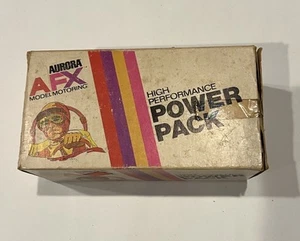 AURORA
AFX
MODEL MOTORING
HIGH
PERFORMANCE
POWER
PACK